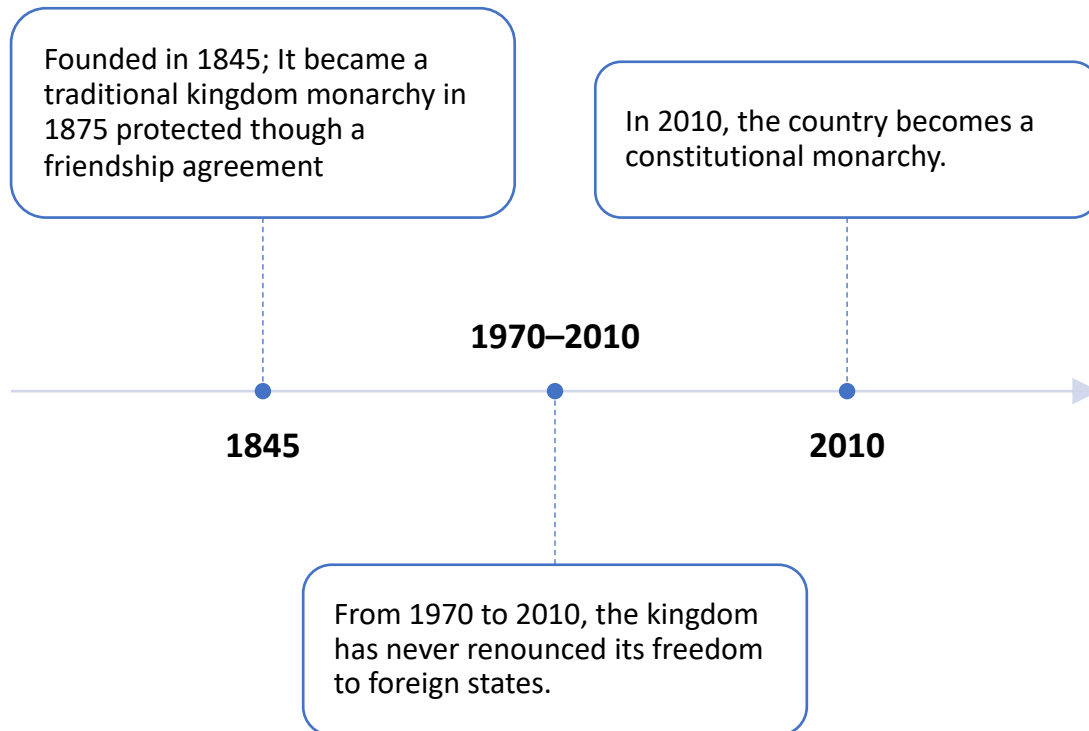 Founded in 1845; It became a
traditional kingdom monarchy in
1875 protected though a
friendship agreement
In 2010, the country becomes a
constitutional monarchy.
1970–2010
1845
2010
From 1970 to 2010, the kingdom
has never renounced its freedom
to foreign states.